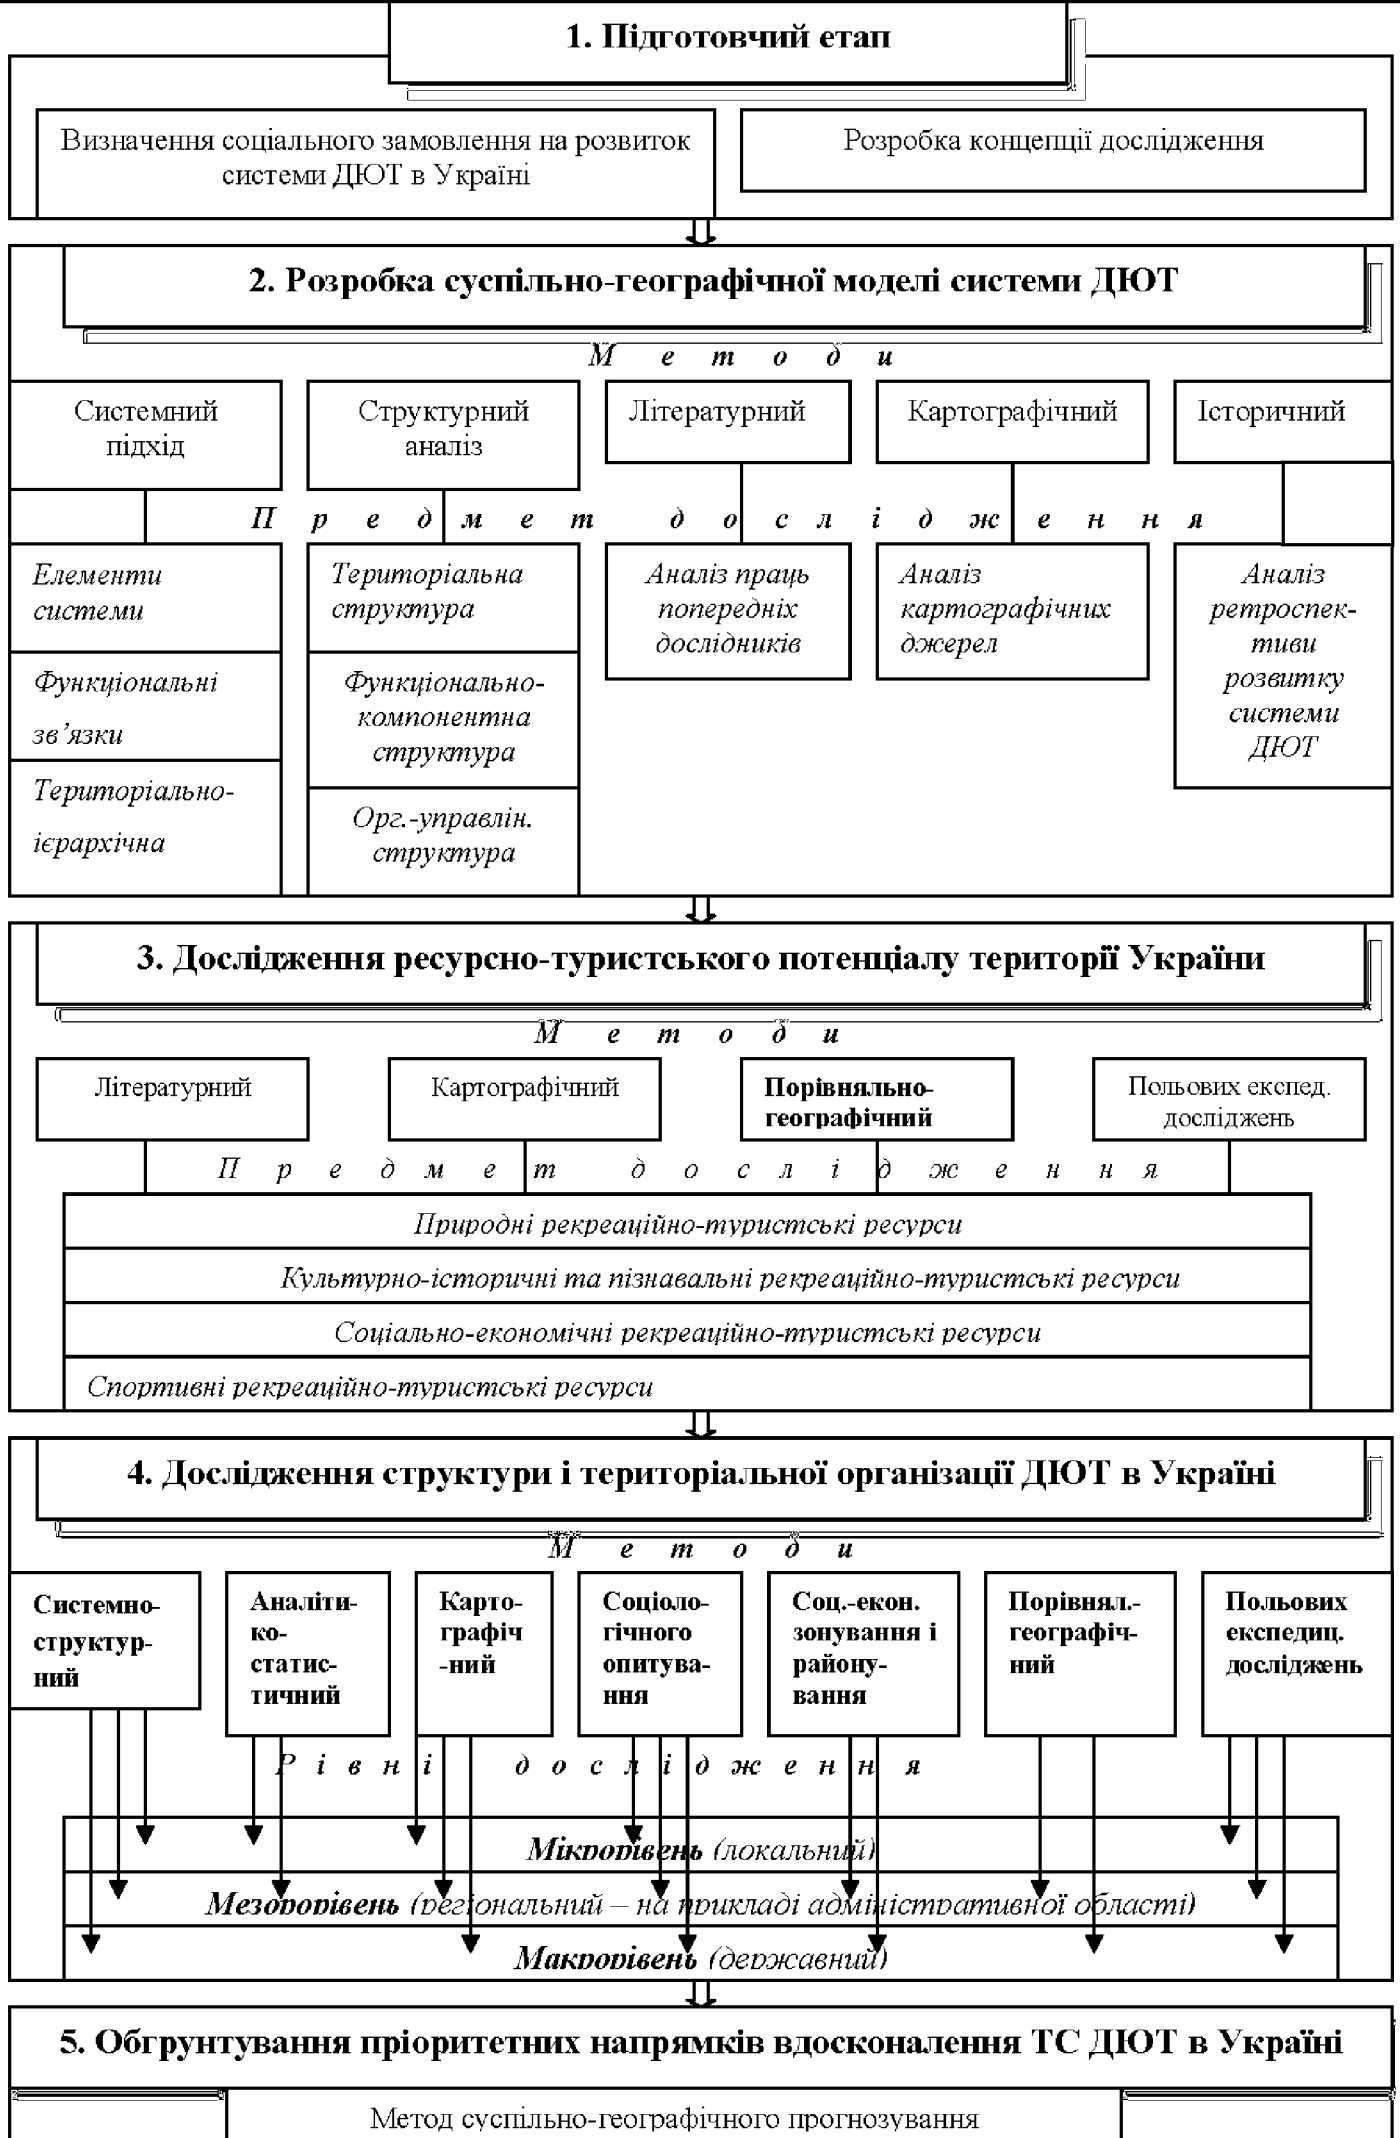 1. Підготовчий етап
Визначення соціального замовлення на розвиток
системи ДЮТ в Україні
Розробка концепції дослідження
2. Розробка суспільно-географічної моделі системи ДЮТ
М е т о д и
Системний
підхід
Структурний
аналіз
Літературний
Картографічний
Історичний
П р е д м е т д о с л і д ж е н н я
Елементи
системи
Функціональні
зв’язки
Територіально-
ієрархічна
Територіальна
структура
Функціонально-
компонентна
структура
Орг.-управлін.
структура
Аналіз праць
попередніх
дослідників
Аналіз
картографічних
джерел
Аналіз
ретроспек-
тиви
розвитку
системи
ДЮТ
3. Дослідження ресурсно-туристського потенціалу території України
М е т о д и
Літературний
Картографічний
Порівняльно-
географічний
Польових експед.
досліджень
П р е д м е т д о с л і д ж е н н я
Природні рекреаційно-туристські ресурси
Культурно-історичні та пізнавальні рекреаційно-туристські ресурси
Соціально-економічні рекреаційно-туристські ресурси
Спортивні рекреаційно-туристські ресурси
4. Дослідження структури і територіальної організації ДЮТ в Україні
М е т о д и
Системно-
структур-
ний
Аналіти-
ко-
статис-
тичний
Карто-
графіч
-ний
Соціоло-
гічного
опитува-
ння
Соц.-екон.
зонування і
району-
вання
Порівнял.-
географіч-
ний
Польових
експедиц.
досліджень
Р і в н і д о с л і д ж е н н я
Мікрорівень (локальний)
Мезорорівень (регіональний – на прикладі адміністративної області)
Макрорівень (державний)
5. Обгрунтування пріоритетних напрямків вдосконалення ТС ДЮТ в Україні
Метод суспільно-географічного прогнозування